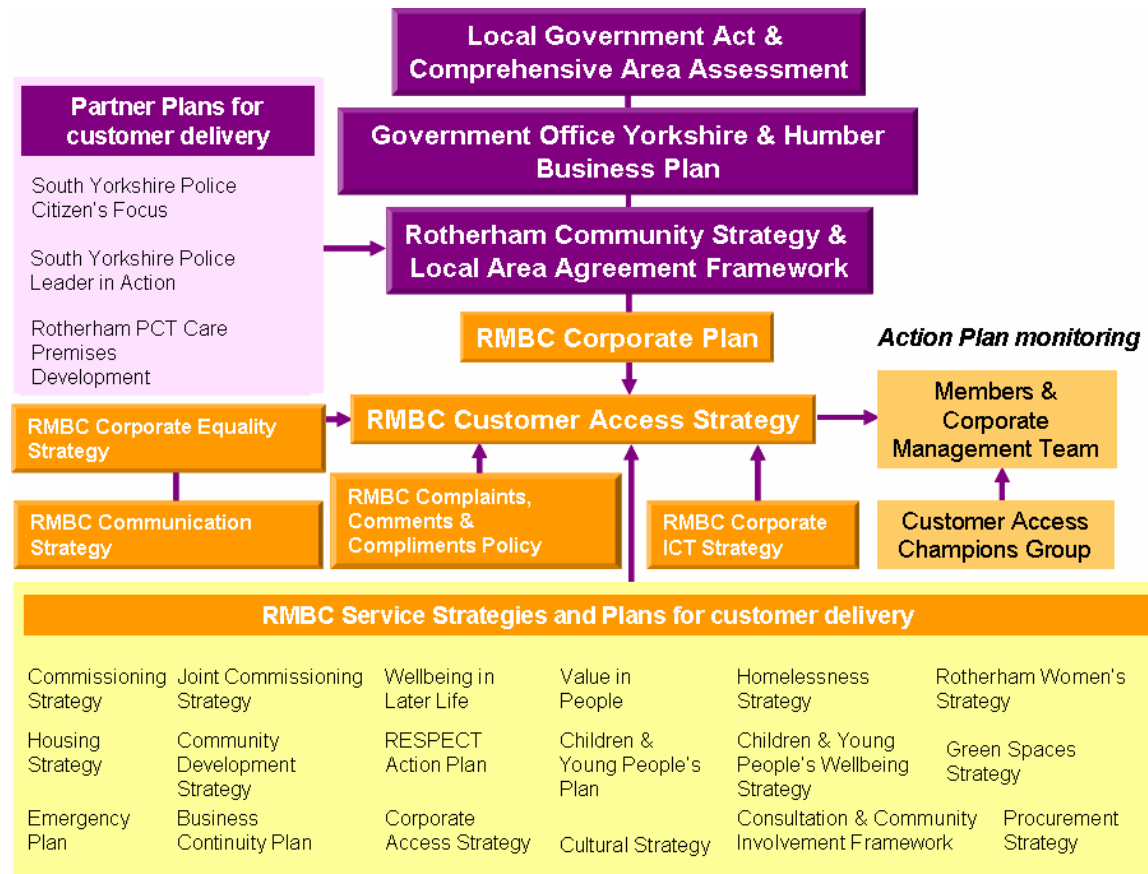 Local Government Act &
Comprehensive Area Assessment
Partner Plans for
customer delivery
Government Office Yorkshire & Humber
Business Plan
South Yorkshire Police
Citizen's Focus
South Yorkshire Police
Leader in Action
Rotherham PCT Care
Premises
Development
Rotherham Community Strategy &
Local Area Agreement Framework
RMBC Corporate Plan
Action Plan monitoring
RMBC Corporate Equality
Strategy
RMBC Customer Access Strategy
Members &
Corporate
Management Team
RMBC Communication
Strategy
RMBC Complaints,
Comments &
Compliments Policy
RMBC Corporate
ICT Strategy
Customer Access
Champions Group
RMBC Service Strategies and Plans for customer delivery
Commissioning
Strategy
Joint Commissioning
Strategy
Wellbeing in
Later Life
Value in
People
Homelessness
Strategy
Rotherham Women's
Strategy
Housing
Strategy
Community
Development
Strategy
RESPECT
Action Plan
Children &
Young People's
Plan
Children & Young
People's Wellbeing
Strategy
Green Spaces
Strategy
Emergency
Plan
Business
Continuity Plan
Corporate
Access Strategy
Cultural Strategy
Consultation & Community
Involvement Framework
Procurement
Strategy